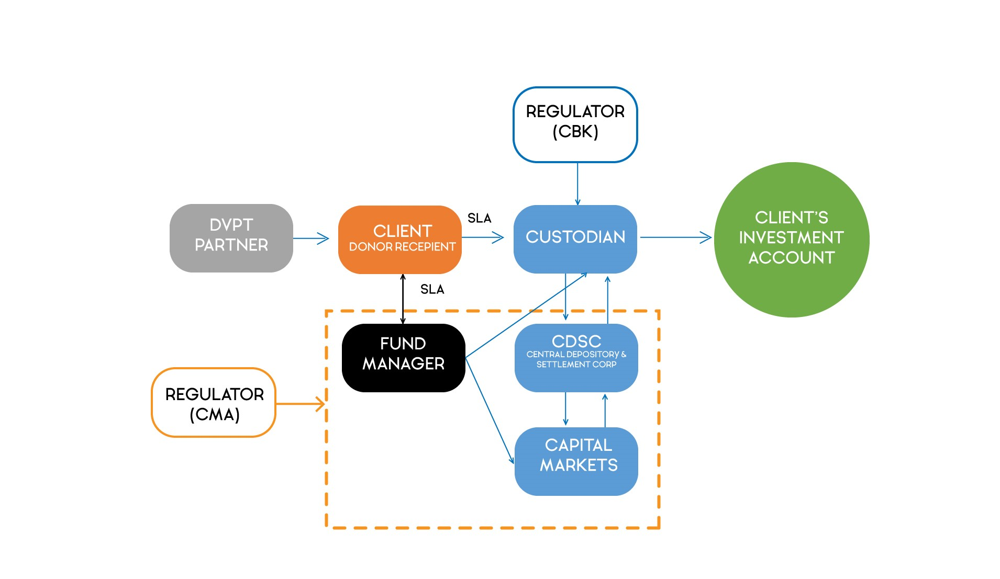 REGULATOR
(CBK)
DVPT
PARTNER
CLIENT
DONOR RECEPIENT
SLA
CUSTODIAN
CLIENT'S
INVESTMENT
ACCOUNT
SLA
FUND
MANAGER
CDSC
CENTRAL DEPOSITORY &
SETTLEMENT CORP
REGULATOR
(CMA)
CAPITAL
MARKETS